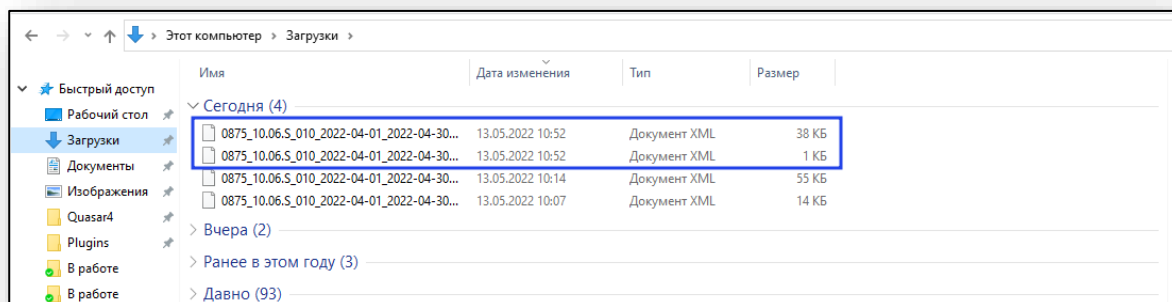 Этот компьютер > Загрузки >
Имя Дата изменения Тип Размер
Быстрый доступ
Рабочий стол
Загрузки
Документы
Изображения
Quasar4
Plugins
В работе
В работе
Сегодня (4)
0875_10.06.S_010_2022-04-01_2022-04-30... 13.05.2022 10:52 Документ XML 38 КБ
0875_10.06.S_010_2022-04-01_2022-04-30... 13.05.2022 10:52 Документ XML 1 КБ
0875_10.06.S_010_2022-04-01_2022-04-30... 13.05.2022 10:14 Документ XML 55 КБ
0875_10.06.S_010_2022-04-01_2022-04-30... 13.05.2022 10:07 Документ XML 14 КБ
Вчера (2)
Ранее в этом году (3)
Давно (93)